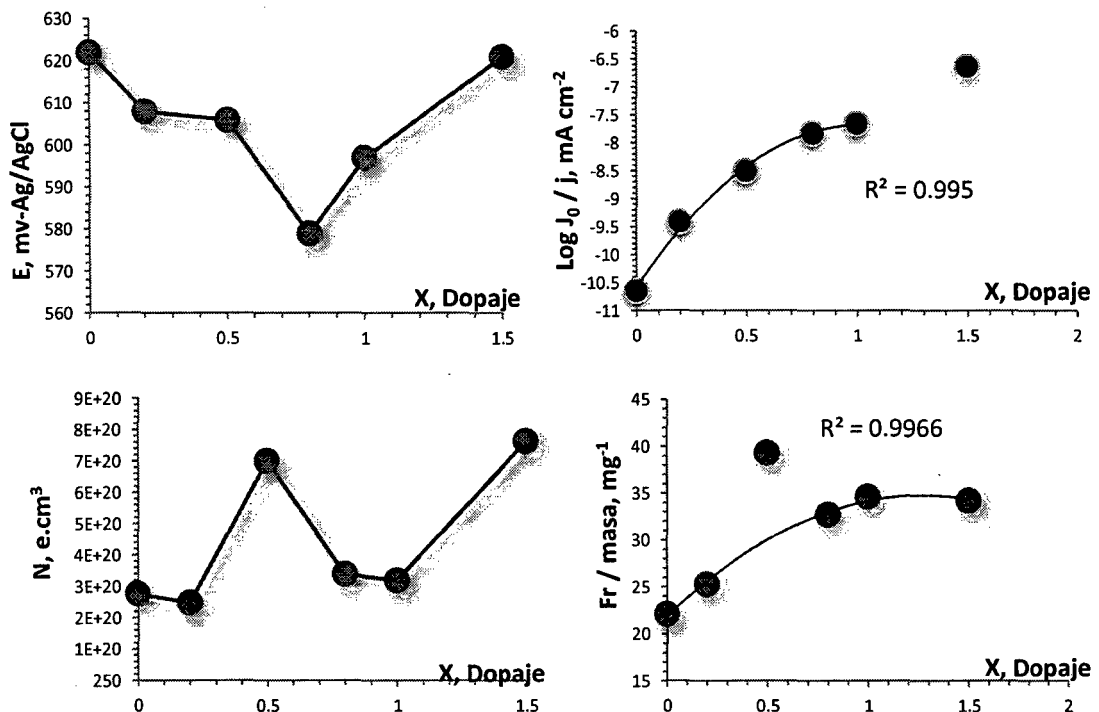 E, mv-Ag/AgCl
630
620
610
600
590
580
570
560
X, Dopaje
0
0.5
1
1.5
Log J₀ / j, mA cm⁻²
-6
-6.5
-7
-7.5
-8
-8.5
-9
-9.5
-10
-10.5
-11
R² = 0.995
X, Dopaje
0
0.5
1
1.5
2
N, e.cm³
9E+20
8E+20
7E+20
6E+20
5E+20
4E+20
3E+20
2E+20
1E+20
250
X, Dopaje
0
0.5
1
1.5
Fr / masa, mg⁻¹
45
40
35
30
25
20
15
R² = 0.9966
X, Dopaje
0
0.5
1
1.5
2